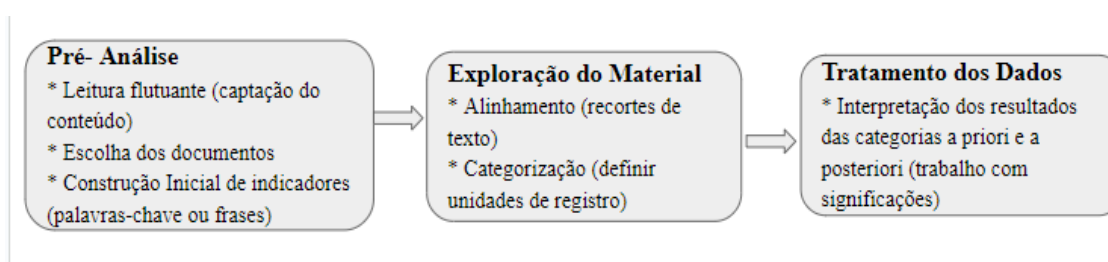 Pré- Análise
* Leitura flutuante (captação do
conteúdo)
* Escolha dos documentos
* Construção Inicial de indicadores
(palavras-chave ou frases)
Exploração do Material
* Alinhamento (recortes de
texto)
* Categorização (definir
unidades de registro)
Tratamento dos Dados
* Interpretação dos resultados
das categorias a priori e a
posteriori (trabalho com
significações)